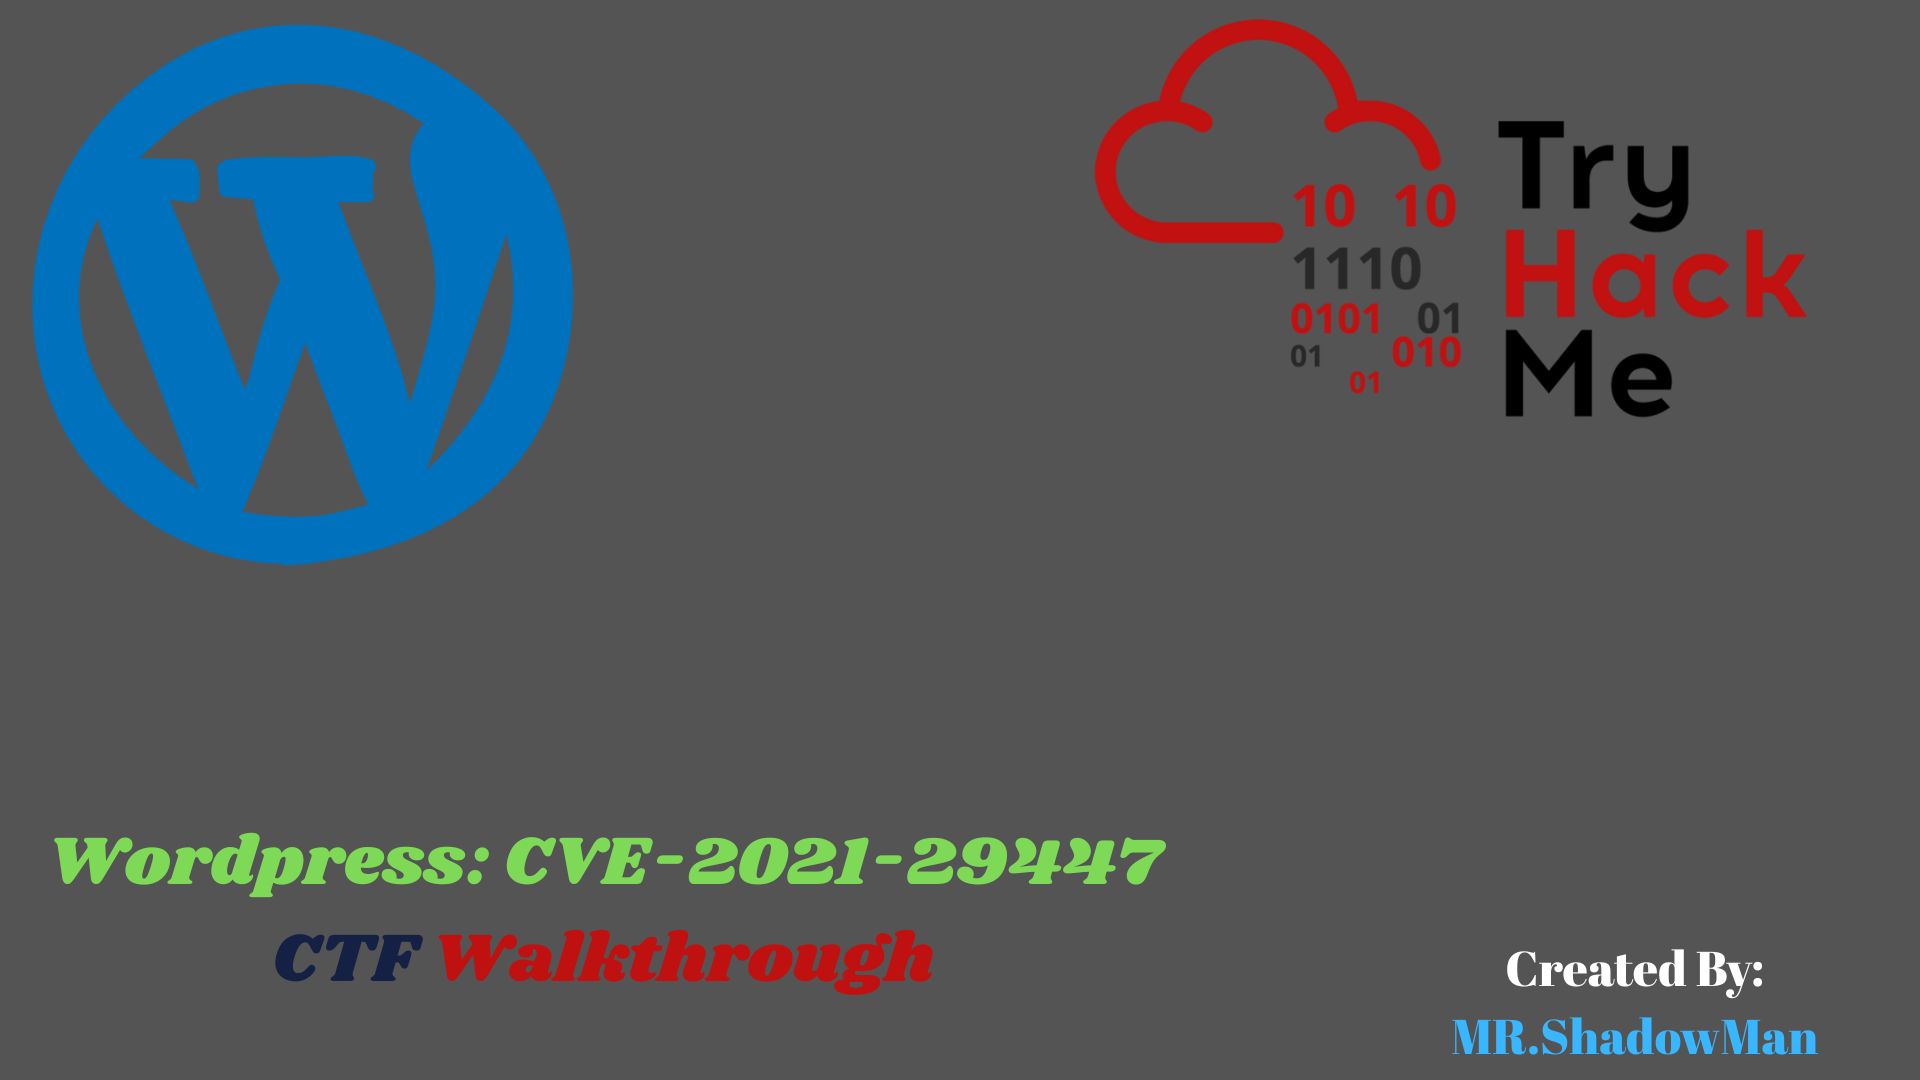 W
10 10
1110
0101 01
01 010
01
Try
Hack
Me
Wordpress: CVE-2021-29447
CTF Walkthrough
Created By:
MR.ShadowMan